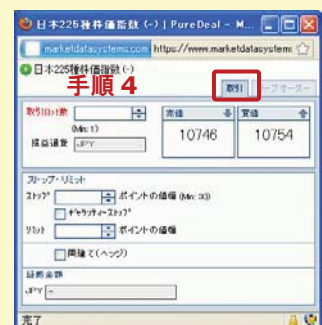 日本225種株価指数 (-) | PureDeal - M...
marketdatasystems.com https://www.marketdatasystems
日本225種株価指数 (-)
手順 4
取引
取引ロット数
(Min: 1)
損益通貨 JPY
売値 買値
10746 10754
ストップ・リミット
ストップ ポイントの値幅 (Min: 30)
ギャランティーストップ
リミット ポイントの値幅
両建て(ヘッジ)
証拠金額
JPY -
完了